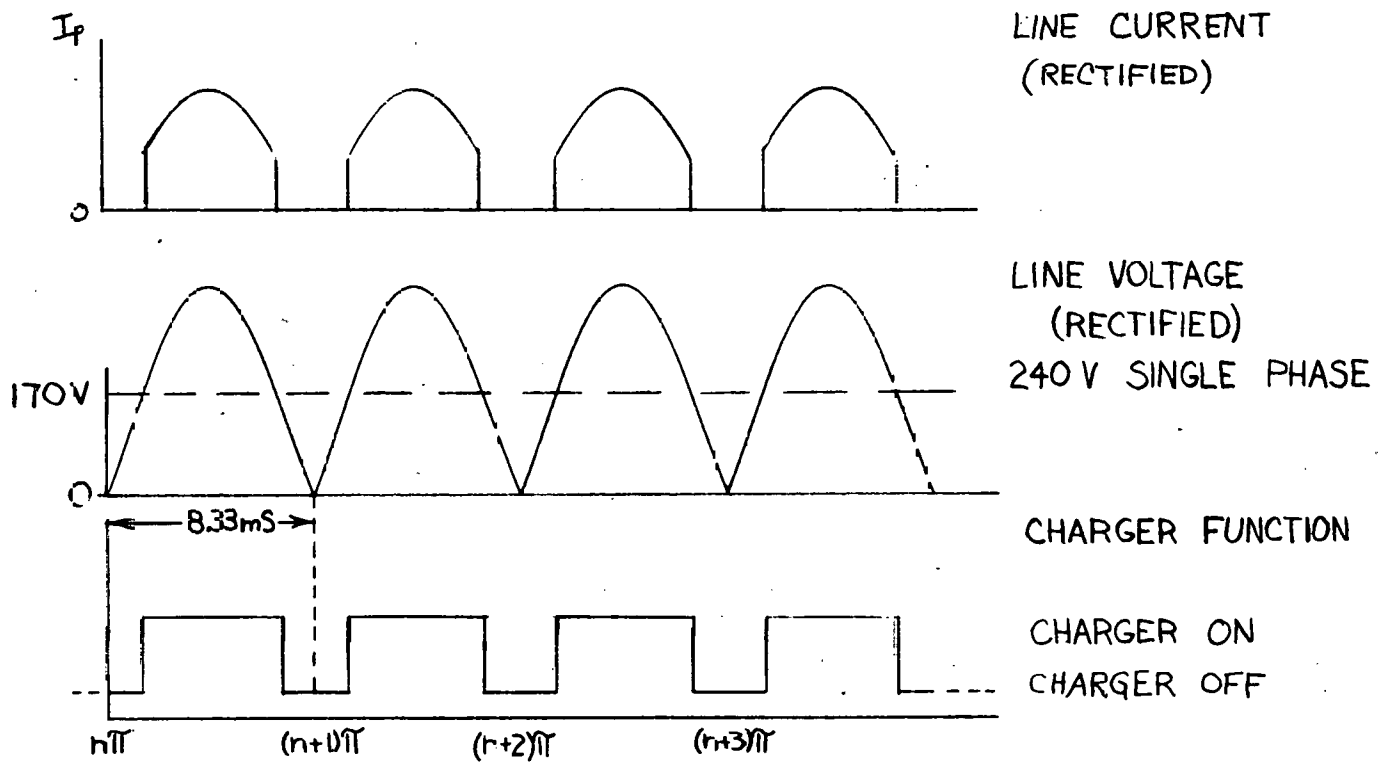 Ip
LINE CURRENT
(RECTIFIED)
0
LINE VOLTAGE
(RECTIFIED)
170V
240 V SINGLE PHASE
0
8.33mS
CHARGER FUNCTION
CHARGER ON
CHARGER OFF
nπ
(n+1)π
(n+2)π
(n+3)π